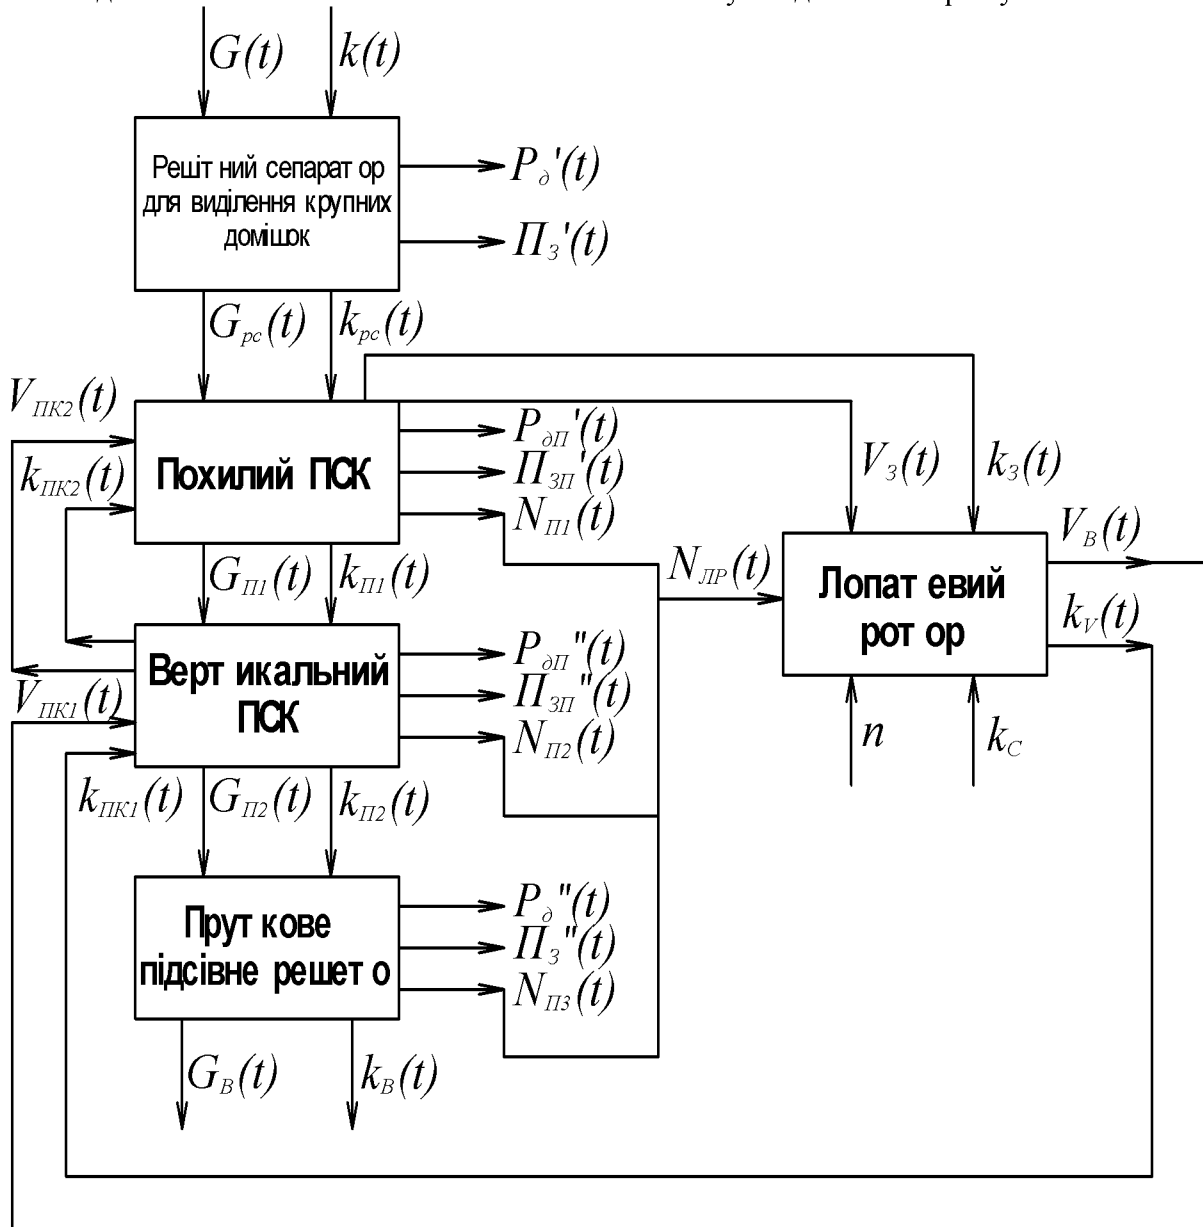 G(t) k(t)
Решітний сепаратор
для виділення крупних
домішок
P_д'(t)
П_З'(t)
G_рс(t) k_рс(t)
V_ПК2(t)
k_ПК2(t)
Похилий ПСК
P_дП'(t)
П_ЗП'(t)
N_П1(t)
V_З(t) k_З(t)
G_П1(t) k_П1(t)
N_ЛР(t)
Лопатевий
ротор
V_В(t)
k_V(t)
n k_С
Вертикальний
ПСК
P_дП''(t)
П_ЗП''(t)
N_П2(t)
V_ПК1(t)
k_ПК1(t) G_П2(t) k_П2(t)
Пруткове
підсівне решето
P_д''(t)
П_З''(t)
N_П3(t)
G_В(t) k_В(t)